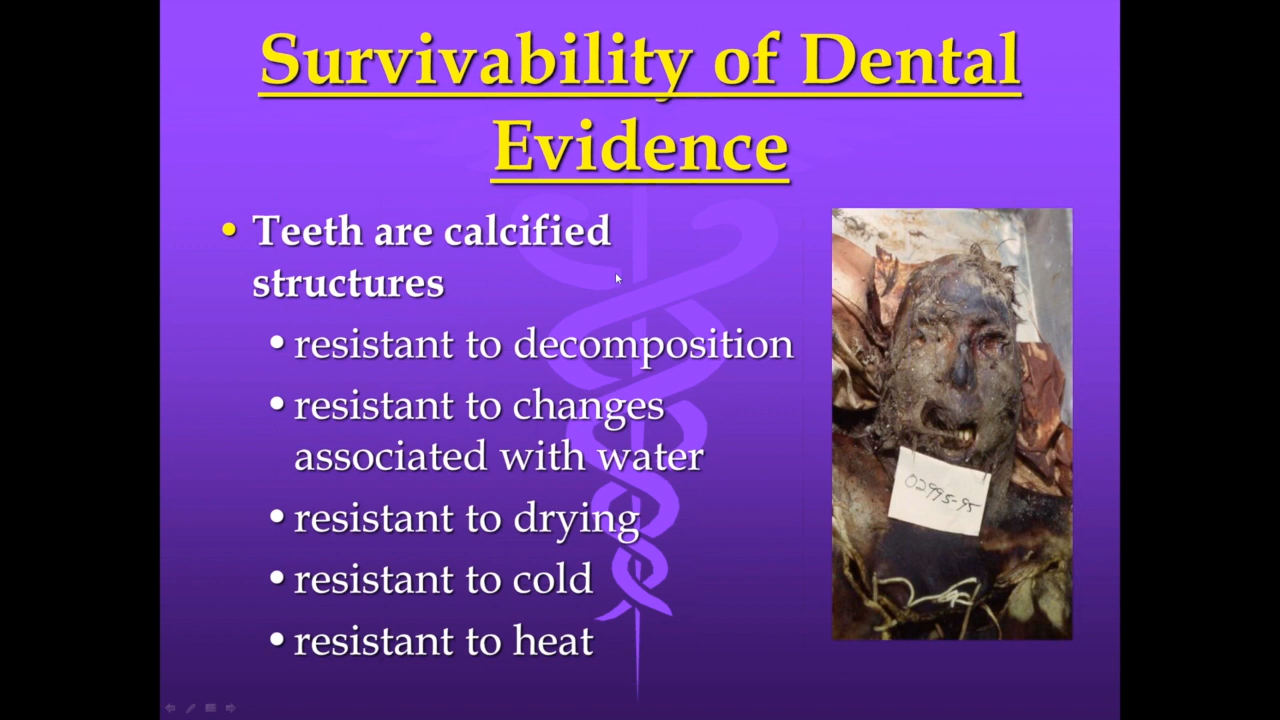 Survivability of Dental
Evidence
• Teeth are calcified
structures
• resistant to decomposition
• resistant to changes
associated with water
• resistant to drying
• resistant to cold
• resistant to heat
02995-95